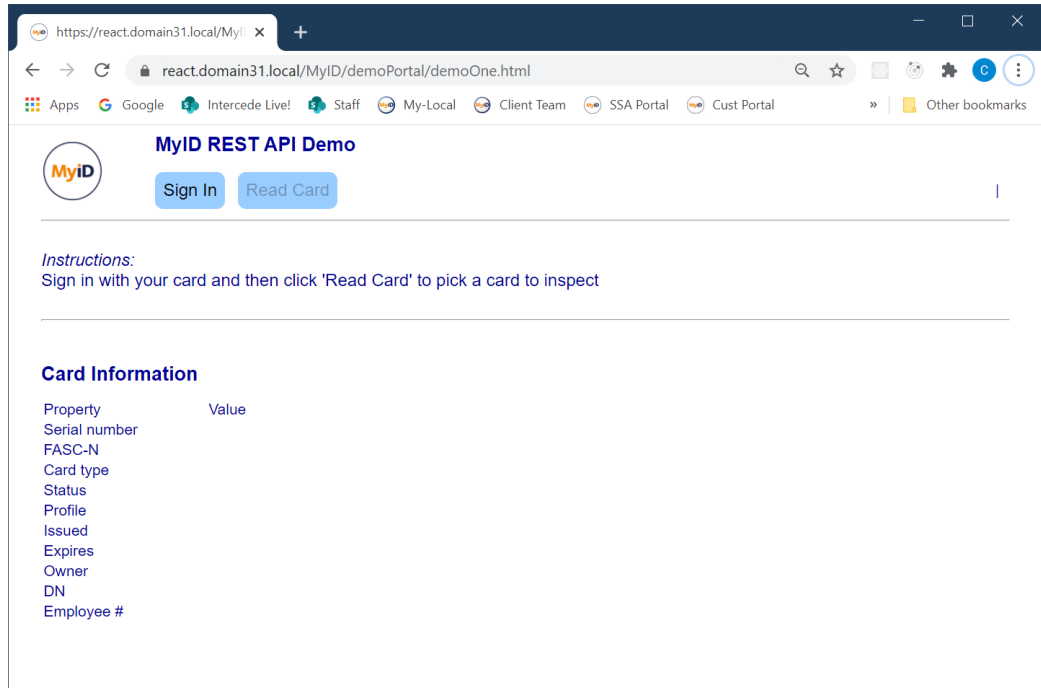 https://react.domain31.local/MyI
react.domain31.local/MyID/demoPortal/demoOne.html C
Apps G Google Intercede Live! Staff My-Local Client Team SSA Portal Cust Portal » Other bookmarks
MyiD
MyID REST API Demo
Sign In Read Card |
Instructions:
Sign in with your card and then click 'Read Card' to pick a card to inspect
Card Information
Property Value
Serial number
FASC-N
Card type
Status
Profile
Issued
Expires
Owner
DN
Employee #